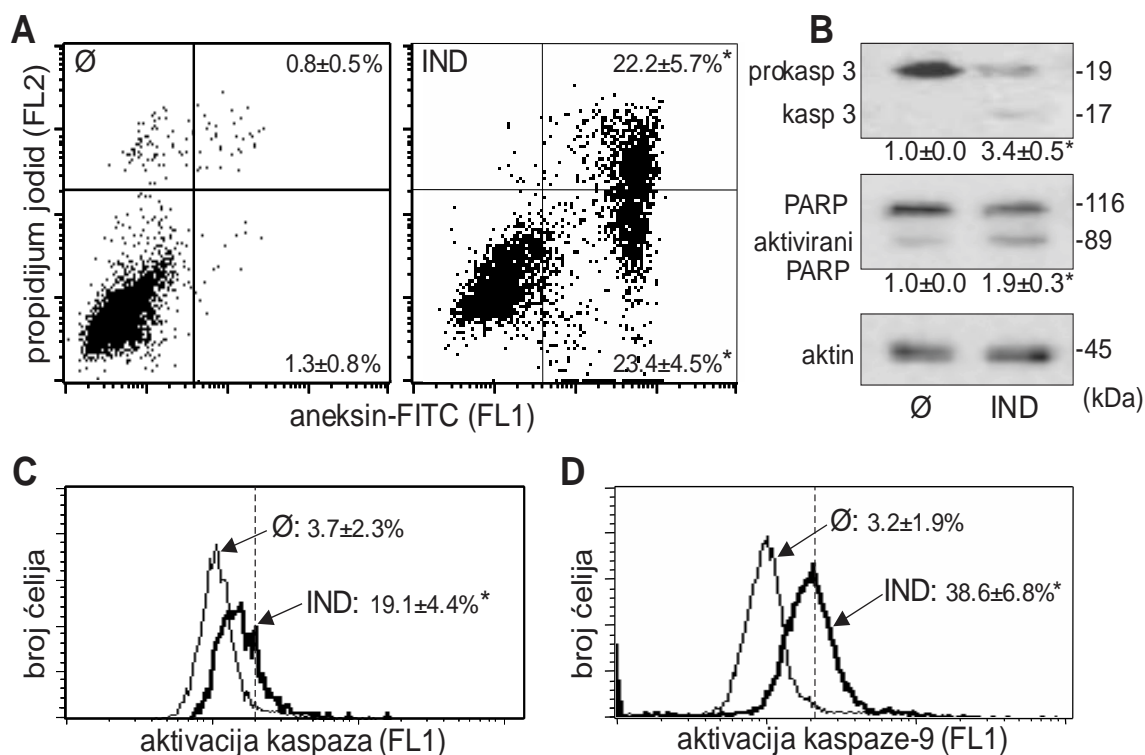 A
Ø
0.8±0.5%
1.3±0.8%
IND
22.2±5.7%*
23.4±4.5%*
propidijum jodid (FL2)
aneksin-FITC (FL1)
B
prokasp 3
-19
kasp 3
-17
1.0±0.0 3.4±0.5*
PARP
-116
aktivirani
PARP
-89
1.0±0.0 1.9±0.3*
aktin
-45
Ø IND (kDa)
C
Ø: 3.7±2.3%
IND: 19.1±4.4%*
broj ćelija
aktivacija kaspaza (FL1)
D
Ø: 3.2±1.9%
IND: 38.6±6.8%*
broj ćelija
aktivacija kaspaze-9 (FL1)